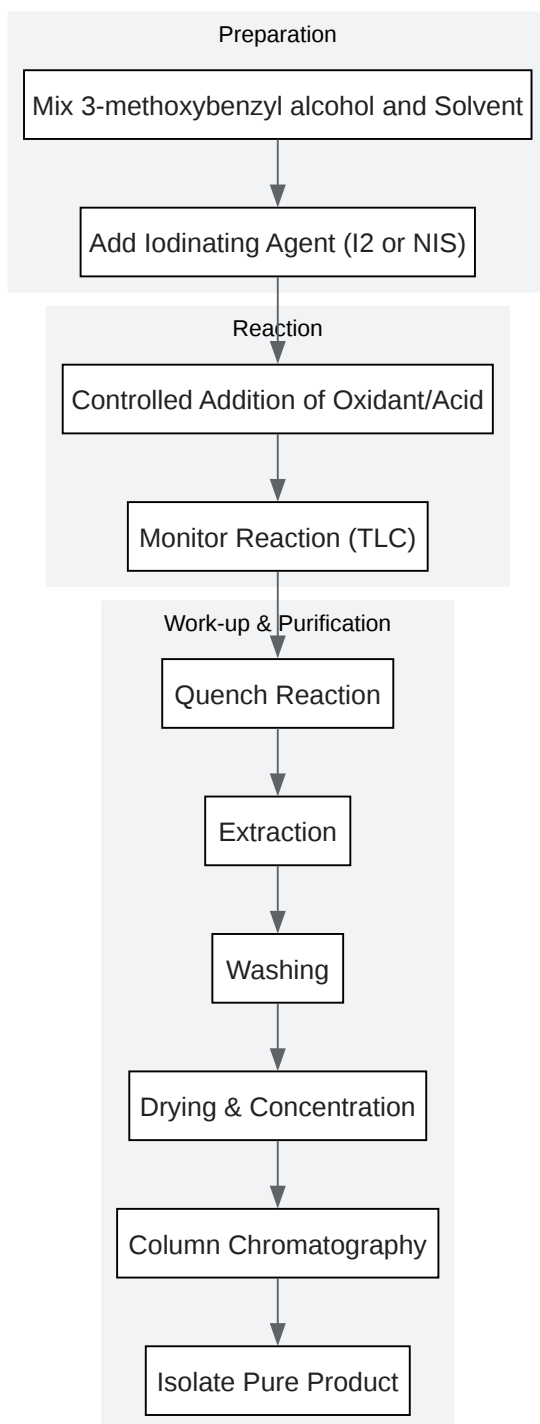 Preparation
Mix 3-methoxybenzyl alcohol and Solvent
Add Iodinating Agent (I2 or NIS)
Reaction
Controlled Addition of Oxidant/Acid
Monitor Reaction (TLC)
Work-up & Purification
Quench Reaction
Extraction
Washing
Drying & Concentration
Column Chromatography
Isolate Pure Product